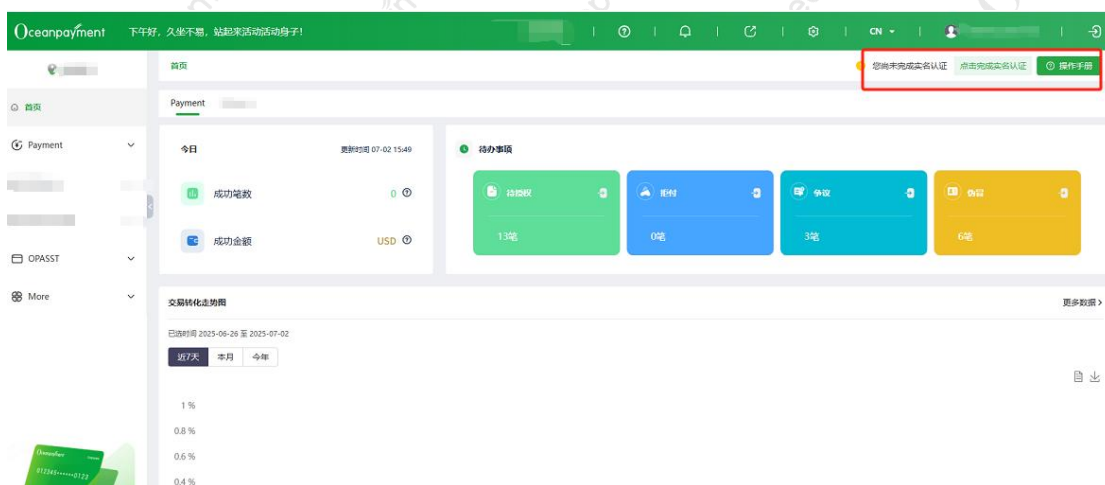 Oceanpayment 下午好，久坐不易，站起来活动活动身子! CN
首页 您尚未完成实名认证 点击完成实名认证 操作手册
首页
Payment
Payment
今日 更新时间 07-02 15:49 待办事项
成功笔数 0
待授权 拒付 争议 伪冒
13笔 0笔 3笔 6笔
成功金额 USD
OPASST
More
交易转化走势图 更多数据
已选时间 2025-06-26 至 2025-07-02
近7天 本月 今年
1 %
0.8 %
0.6 %
0.4 %